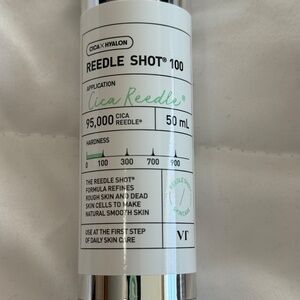 CICA × HYALON
REEDLE SHOT® 100
APPLICATION
Cica Reedle®
95,000 CICA REEDLE®
50 mL
HARDNESS
0 100 300 700 900
THE REEDLE SHOT®
FORMULA REFINES
ROUGH SKIN AND DEAD
SKIN CELLS TO MAKE
NATURAL SMOOTH SKIN
USE AT THE FIRST STEP
OF DAILY SKIN CARE
VT